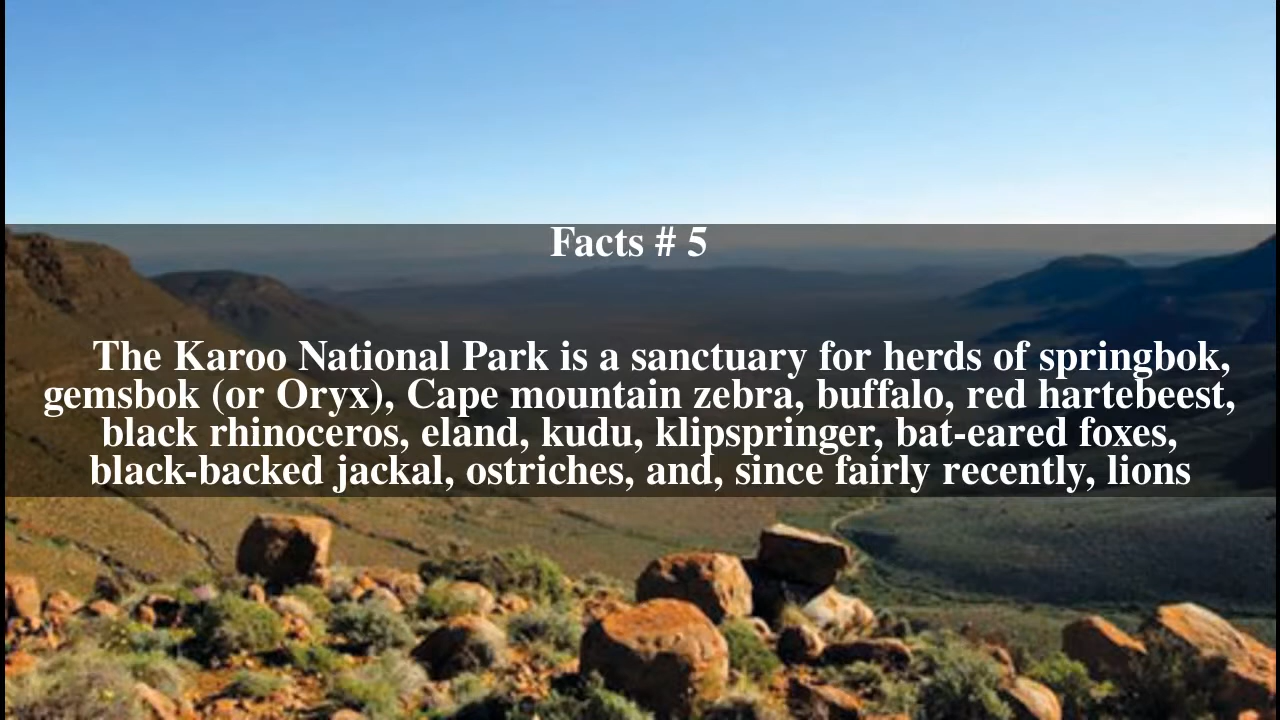 Facts # 5
The Karoo National Park is a sanctuary for herds of springbok,
gemsbok (or Oryx), Cape mountain zebra, buffalo, red hartebeest,
black rhinoceros, eland, kudu, klipspringer, bat-eared foxes,
black-backed jackal, ostriches, and, since fairly recently, lions